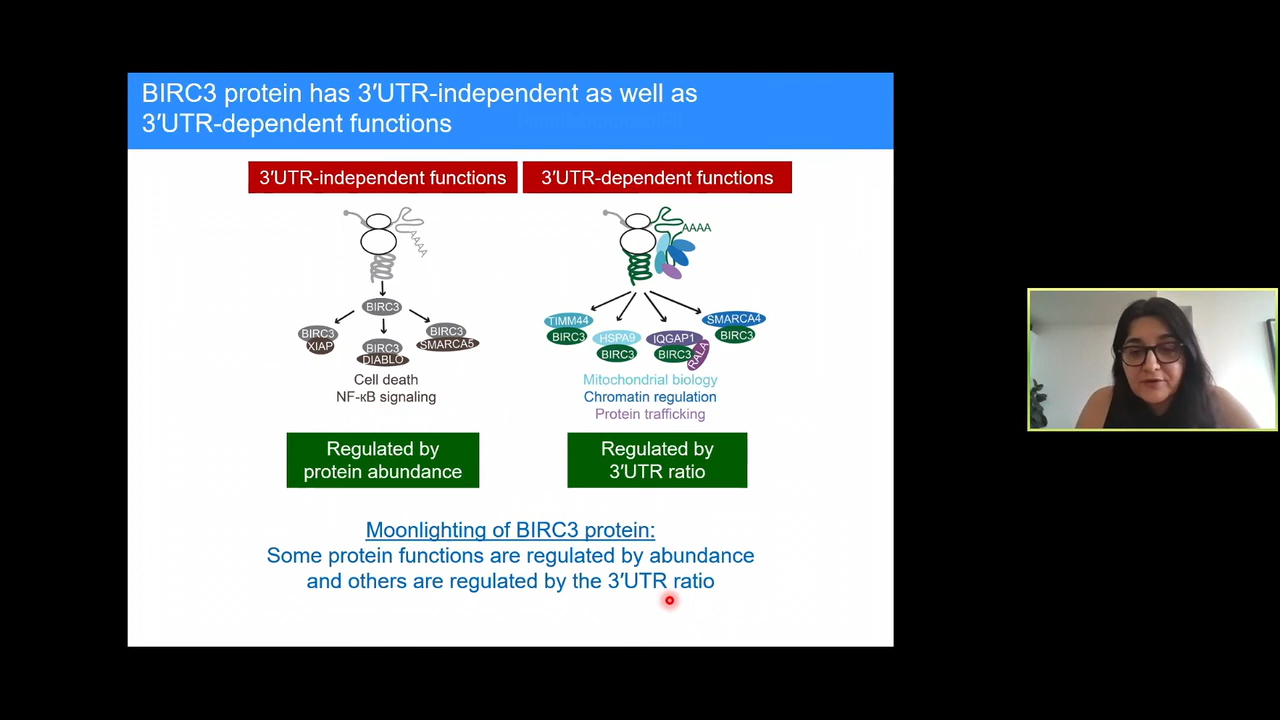 BIRC3 protein has 3′UTR-independent as well as
3′UTR-dependent functions
3′UTR-independent functions
3′UTR-dependent functions
AAAA
AAAA
BIRC3
BIRC3
XIAP
BIRC3
DIABLO
BIRC3
SMARCA5
TIMM44
BIRC3
HSPA9
BIRC3
IQGAP1
BIRC3
RALA
SMARCA4
BIRC3
Cell death
NF-κB signaling
Mitochondrial biology
Chromatin regulation
Protein trafficking
Regulated by
protein abundance
Regulated by
3′UTR ratio
Moonlighting of BIRC3 protein:
Some protein functions are regulated by abundance
and others are regulated by the 3′UTR ratio